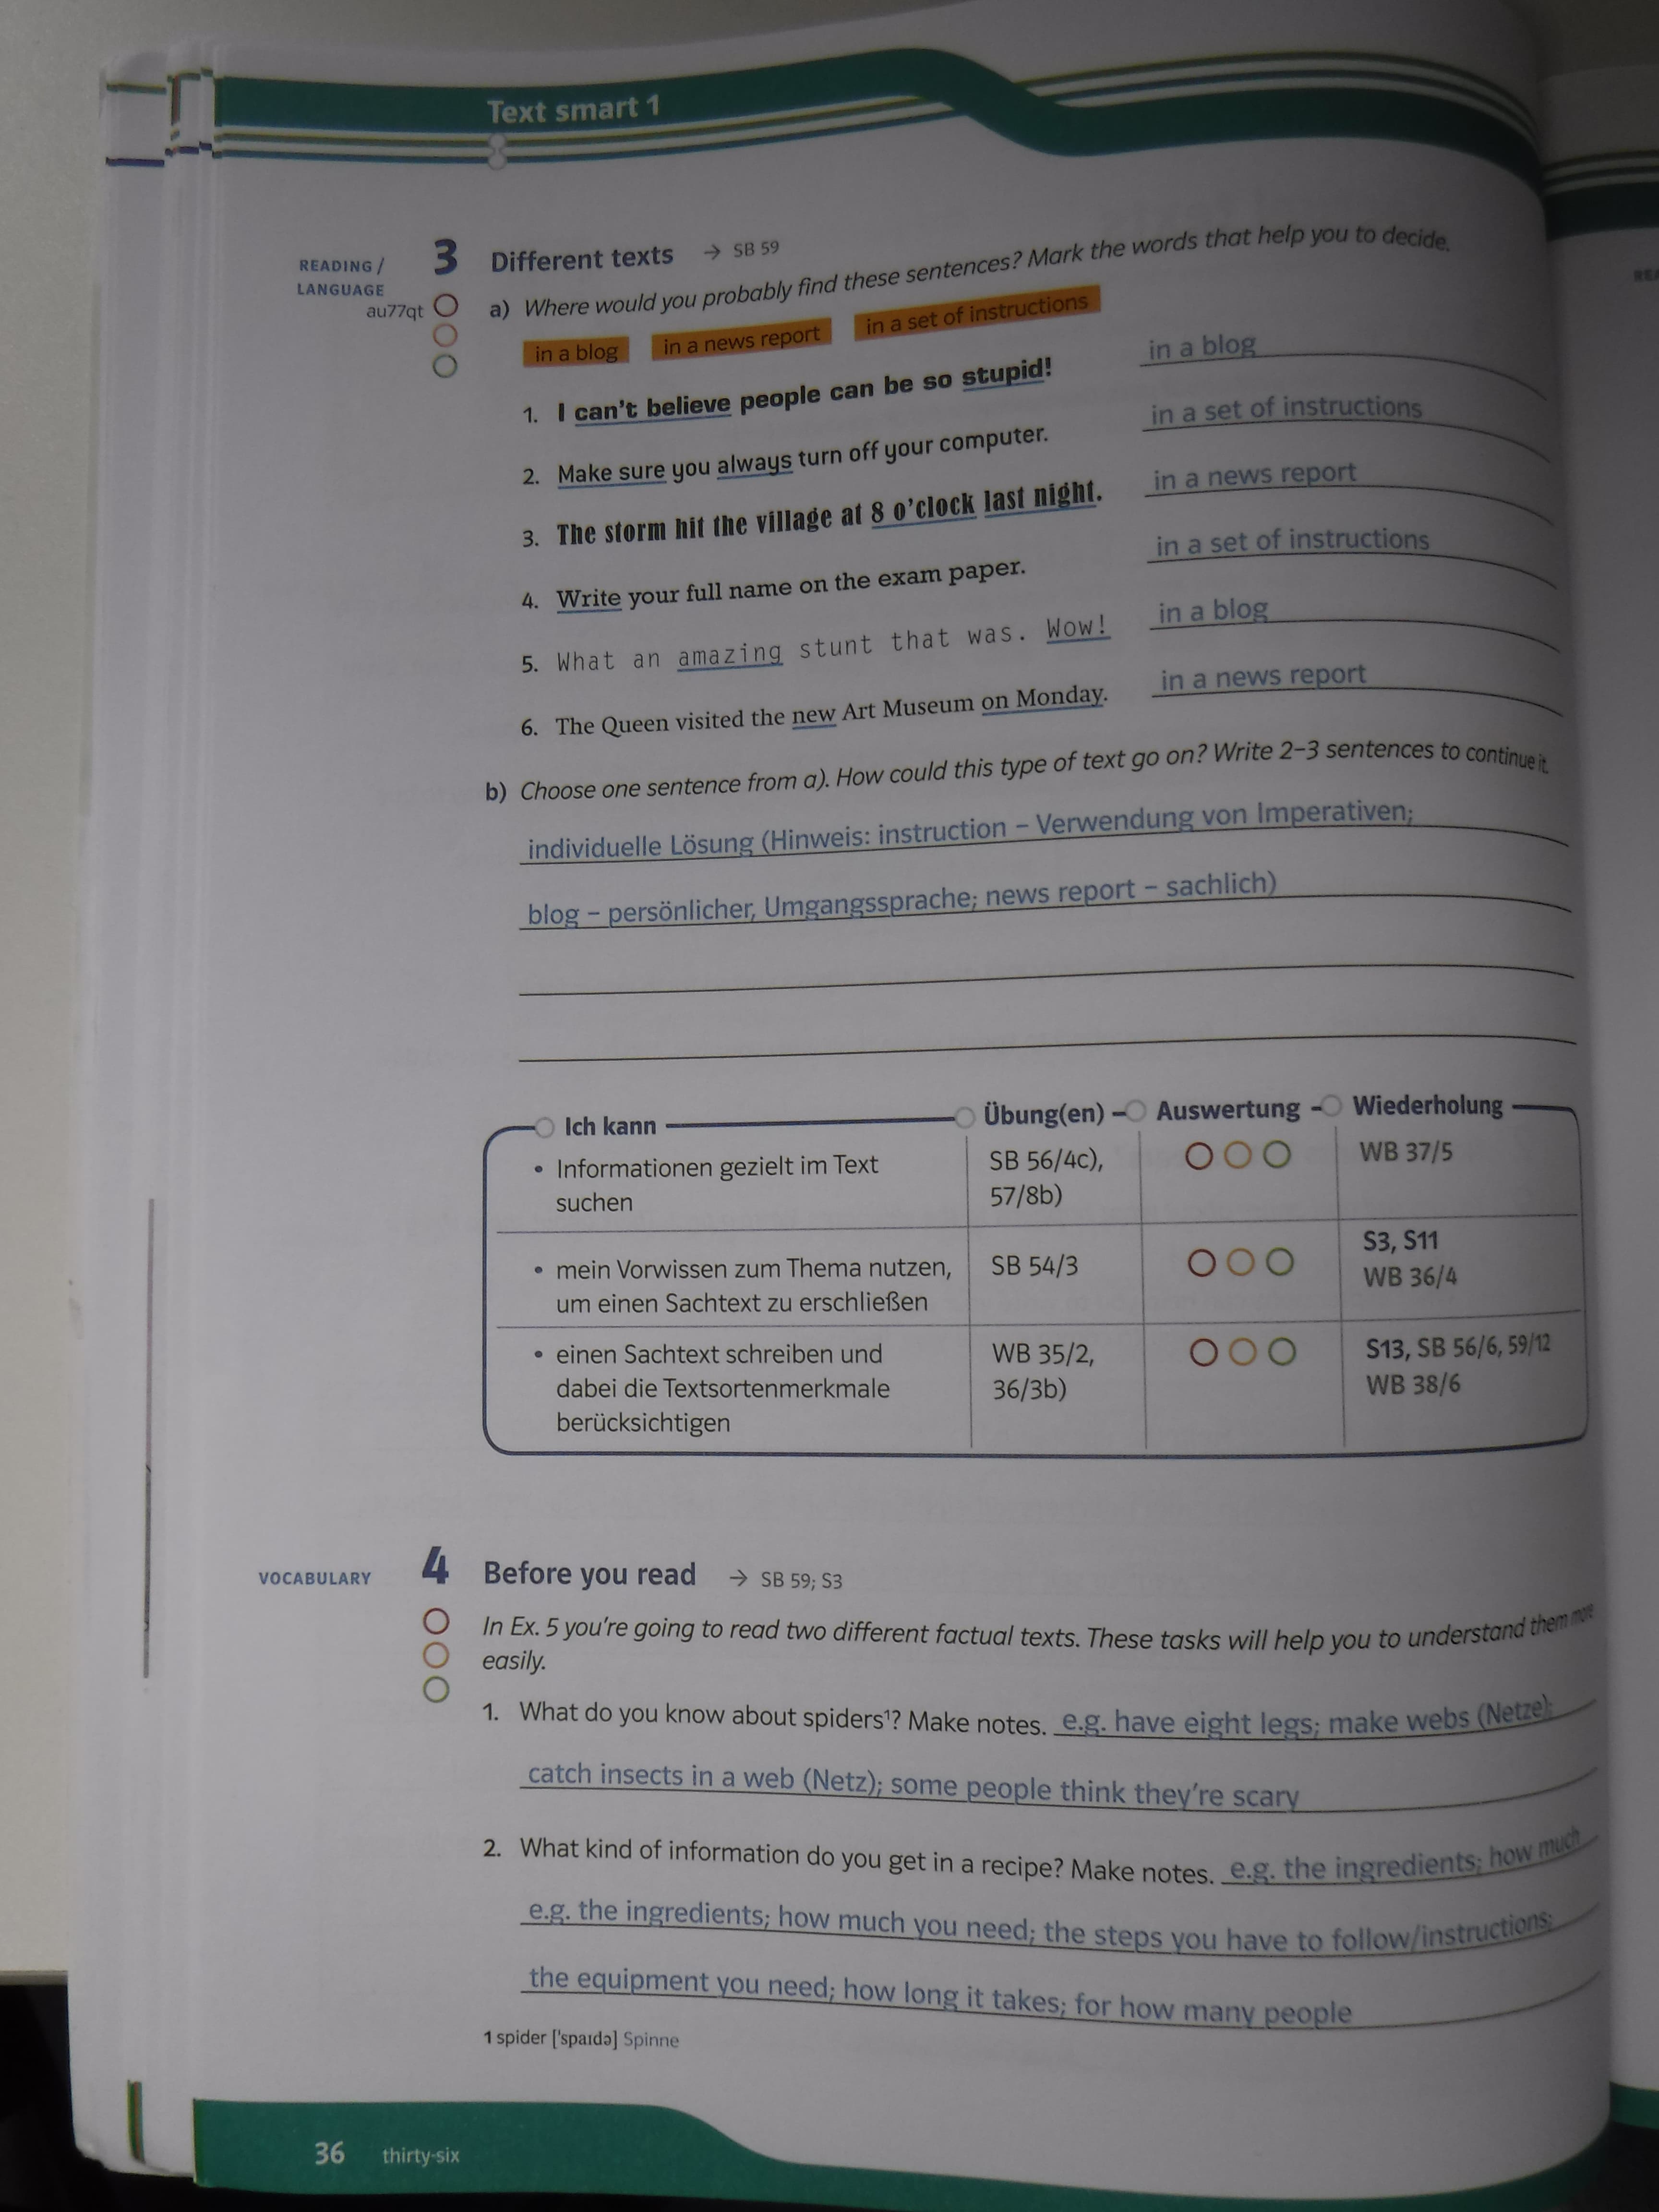 Text smart 1
READING /
LANGUAGE
au77qt
3 Different texts → SB 59
a) Where would you probably find these sentences? Mark the words that help you to decide.
in a blog in a news report in a set of instructions
1. I can't believe people can be so stupid! in a blog
2. Make sure you always turn off your computer. in a set of instructions
3. The storm hit the village at 8 o'clock last night. in a news report
4. Write your full name on the exam paper. in a set of instructions
5. What an amazing stunt that was. Wow! in a blog
6. The Queen visited the new Art Museum on Monday. in a news report
b) Choose one sentence from a). How could this type of text go on? Write 2–3 sentences to continue it.
individuelle Lösung (Hinweis: instruction – Verwendung von Imperativen;
blog – persönlicher, Umgangssprache; news report – sachlich)
Ich kann Übung(en) Auswertung Wiederholung
• Informationen gezielt im Text SB 56/4c), WB 37/5
suchen 57/8b)
S3, S11
• mein Vorwissen zum Thema nutzen, SB 54/3 WB 36/4
um einen Sachtext zu erschließen
• einen Sachtext schreiben und WB 35/2, S13, SB 56/6, 59/12
dabei die Textsortenmerkmale 36/3b) WB 38/6
berücksichtigen
VOCABULARY
4 Before you read → SB 59; S3
In Ex. 5 you're going to read two different factual texts. These tasks will help you to understand them more
easily.
1. What do you know about spiders¹? Make notes. e.g. have eight legs; make webs (Netze);
catch insects in a web (Netz); some people think they're scary
2. What kind of information do you get in a recipe? Make notes. e.g. the ingredients; how much
e.g. the ingredients; how much you need; the steps you have to follow/instructions;
the equipment you need; how long it takes; for how many people
1 spider ['spaɪdə] Spinne
36 thirty-six